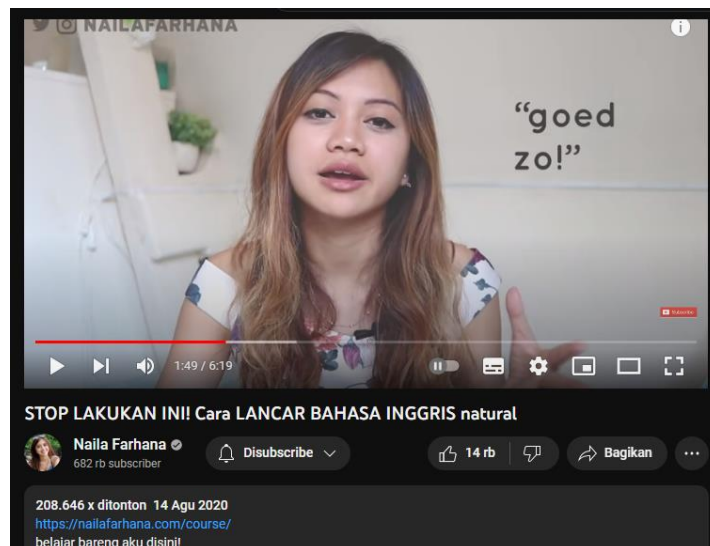 NAILAFARHANA
“goed
zo!”
Subscribe
1:49 / 6:19
STOP LAKUKAN INI! Cara LANCAR BAHASA INGGRIS natural
Naila Farhana
682 rb subscriber
Disubscribe
14 rb
Bagikan
208.646 x ditonton 14 Agu 2020
https://nailafarhana.com/course/
belajar bareng aku disini!